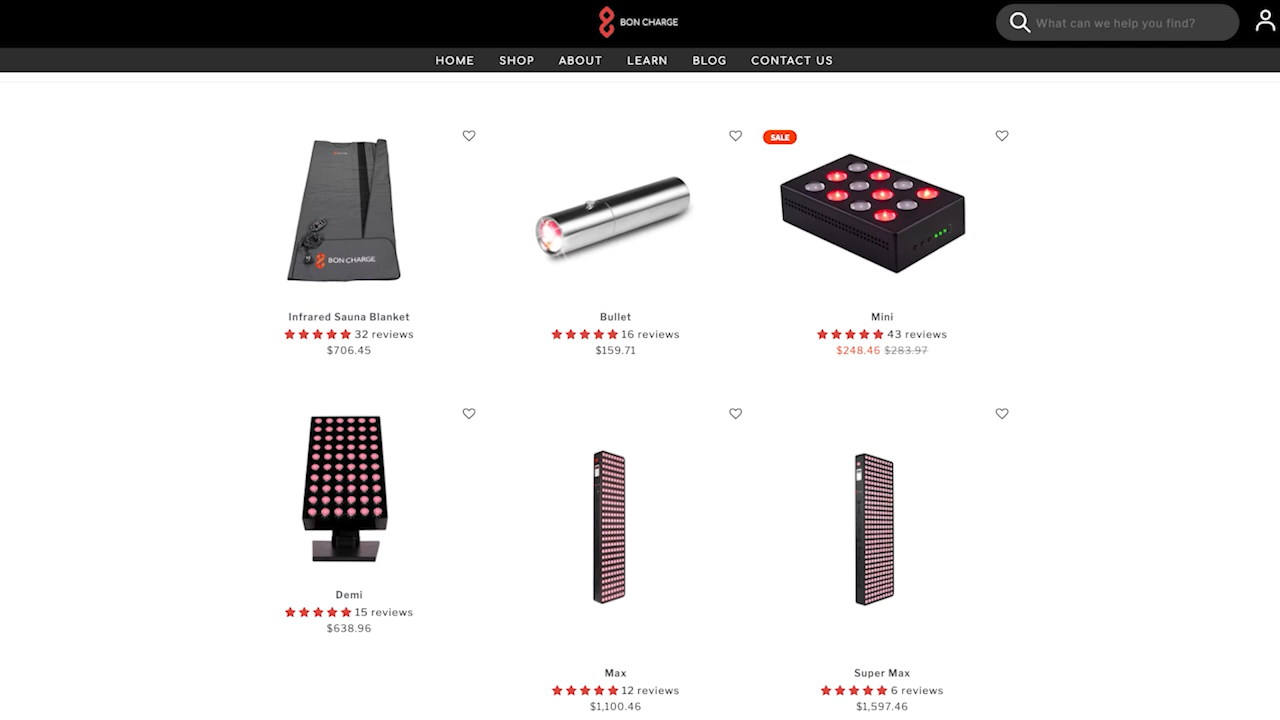 BON CHARGE
What can we help you find?
HOME SHOP ABOUT LEARN BLOG CONTACT US
SALE
BON CHARGE
Infrared Sauna Blanket
32 reviews
$706.45
Bullet
16 reviews
$159.71
Mini
43 reviews
$248.46 $283.97
Demi
15 reviews
$638.96
Max
12 reviews
$1,100.46
Super Max
6 reviews
$1,597.46